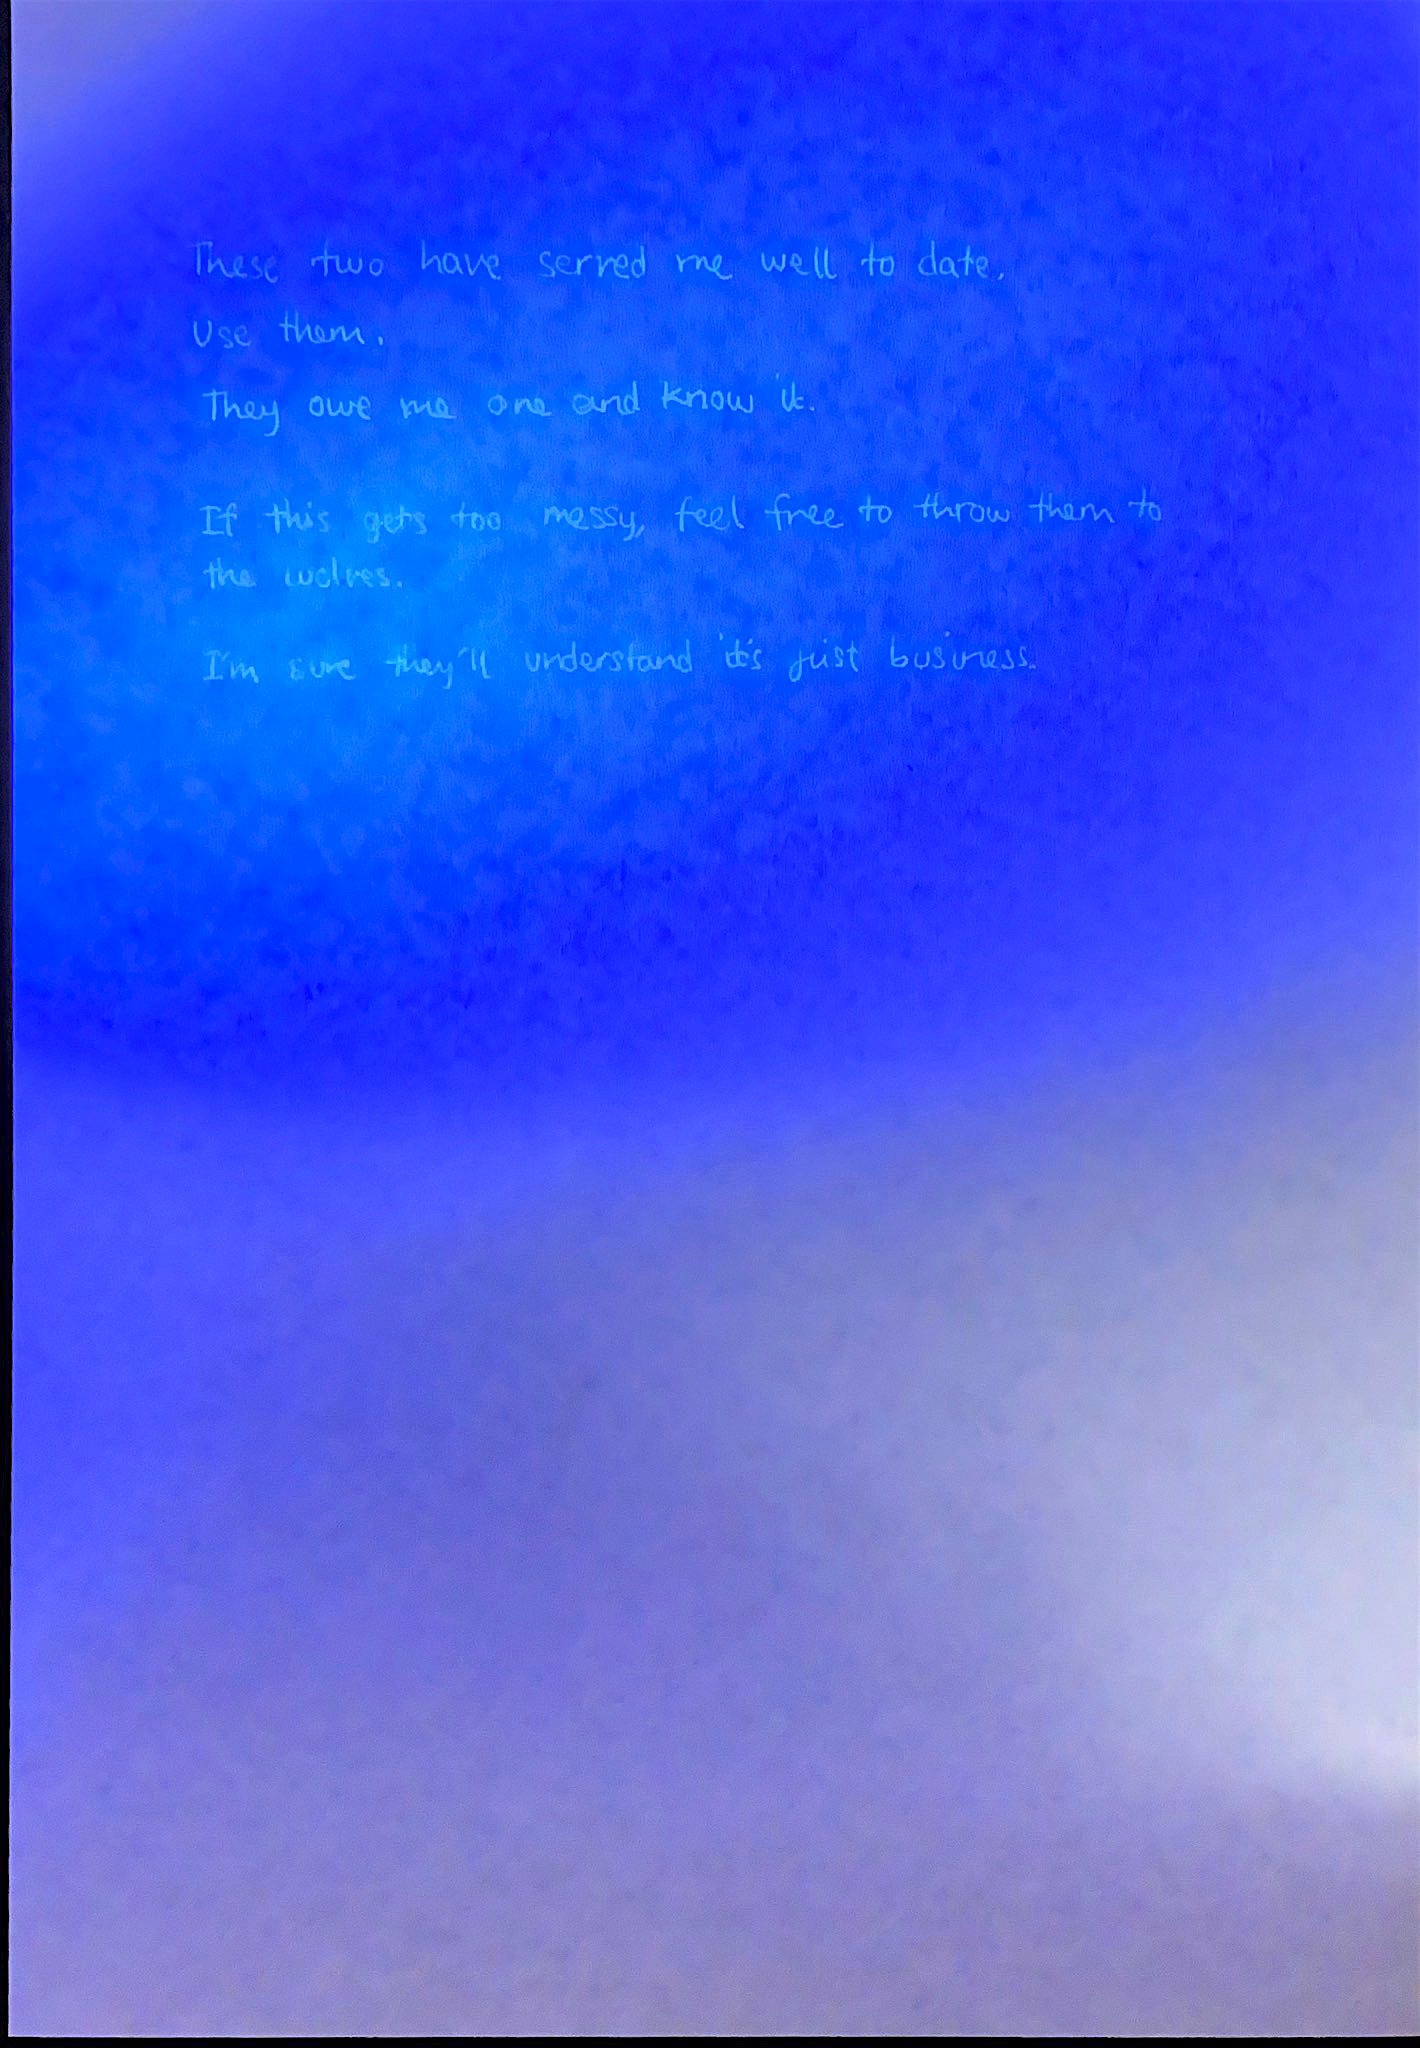 These two have served me well to date.
Use them.
They owe me one and know it.
If this gets too messy, feel free to throw them to
the wolves.
I'm sure they'll understand it's just business.